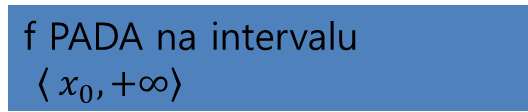 f PADA na intervalu
⟨ x₀,+∞⟩